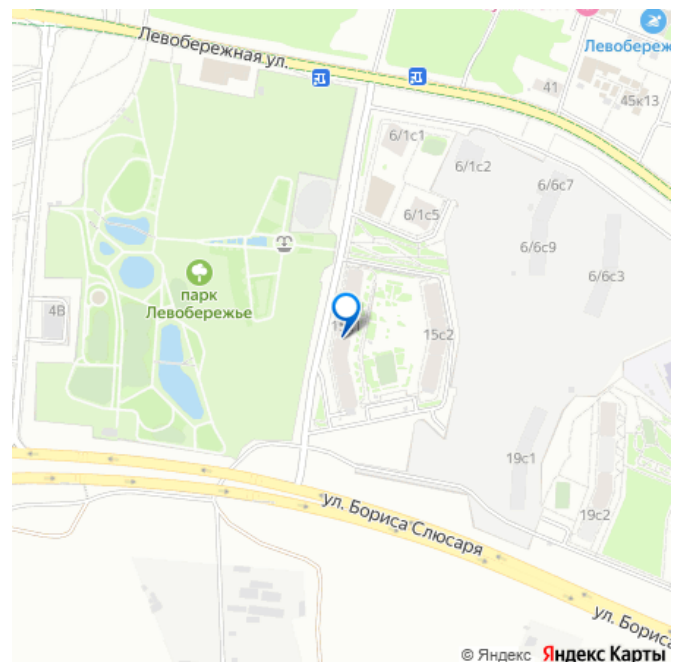 Левобережная ул.
Левобереж
41
45к13
6/1с1
6/1с2
6/6с7
6/1с5
6/6с9
6/6с3
парк
Левобережье
4В
15с2
19с1
19с2
ул. Бориса Слюсаря
ул. Бориса
© Яндекс Яндекс Карты